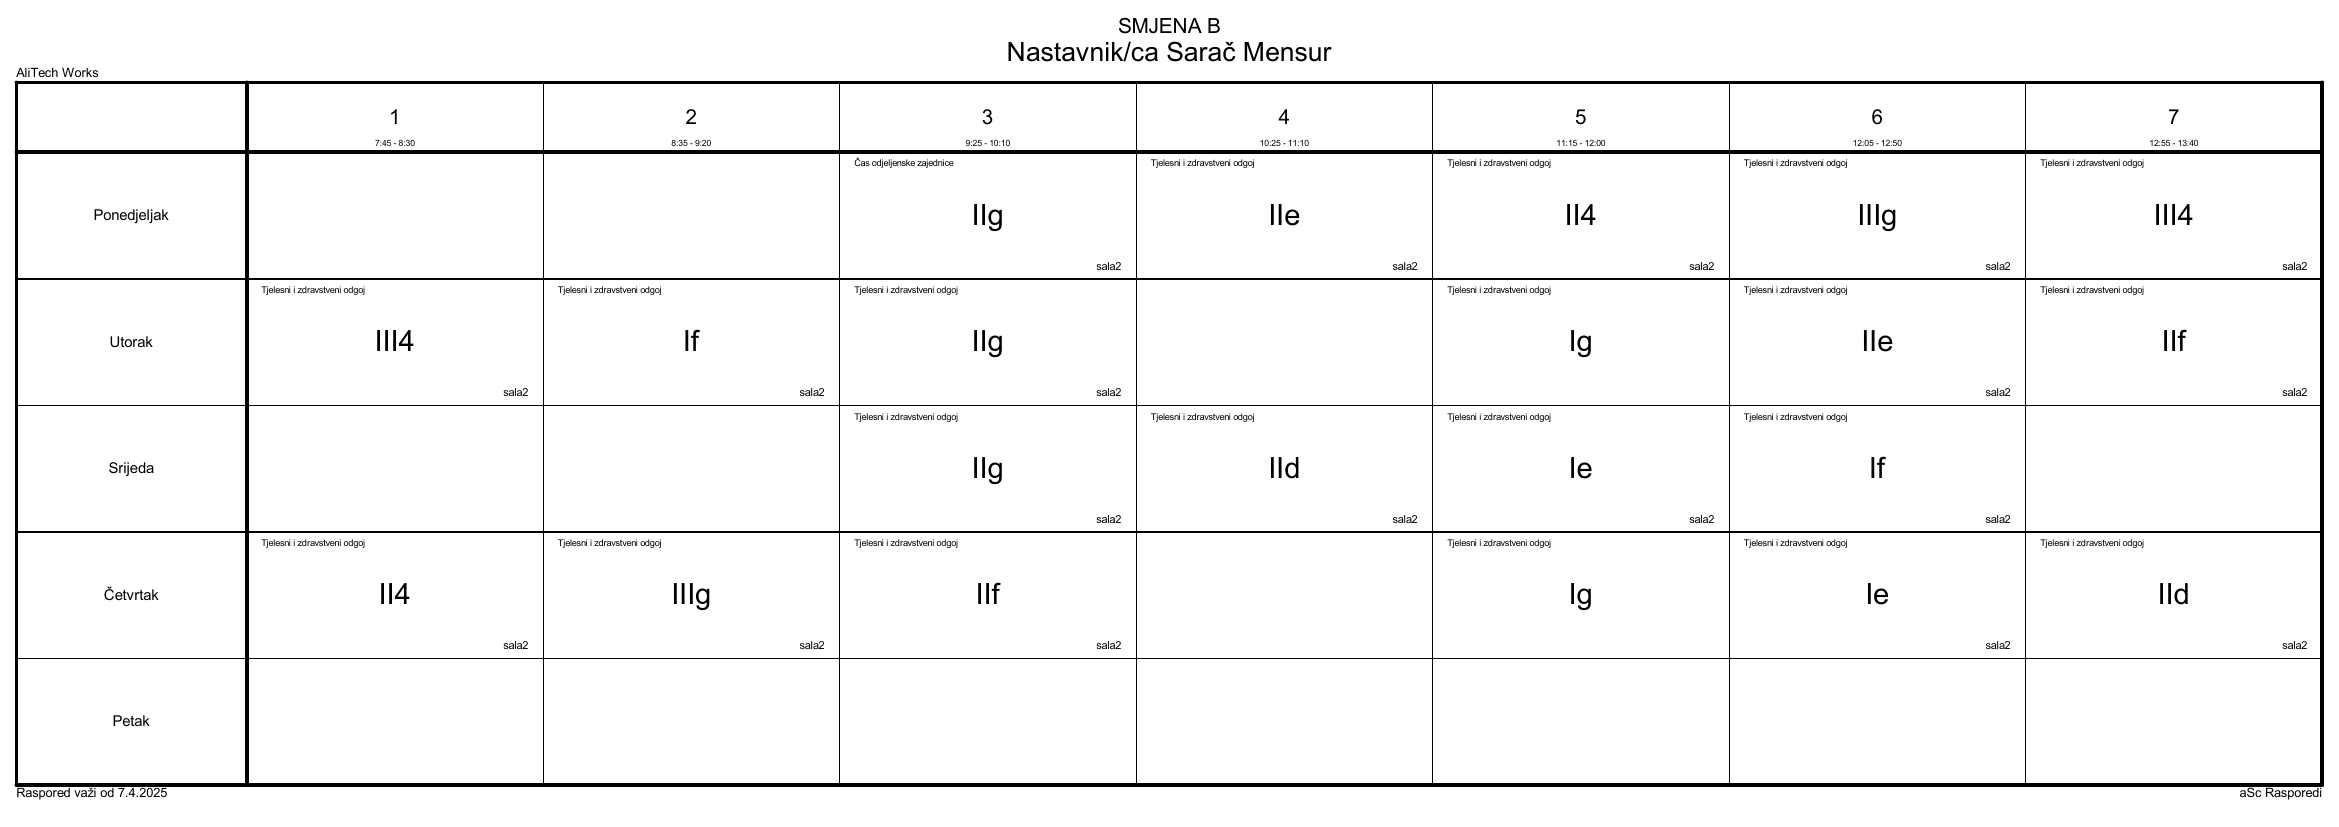 SMJENA B
Nastavnik/ca Sarač Mensur
AliTech Works
1 2 3 4 5 6 7
7:45 - 8:30 8:35 - 9:20 9:25 - 10:10 10:25 - 11:10 11:15 - 12:00 12:05 - 12:50 12:55 - 13:40
Čas odjeljenske zajednice Tjelesni i zdravstveni odgoj Tjelesni i zdravstveni odgoj Tjelesni i zdravstveni odgoj Tjelesni i zdravstveni odgoj
Ponedjeljak IIg IIe II4 IIIg III4
sala2 sala2 sala2 sala2 sala2
Tjelesni i zdravstveni odgoj Tjelesni i zdravstveni odgoj Tjelesni i zdravstveni odgoj Tjelesni i zdravstveni odgoj Tjelesni i zdravstveni odgoj Tjelesni i zdravstveni odgoj
Utorak III4 If IIg Ig IIe IIf
sala2 sala2 sala2 sala2 sala2
Tjelesni i zdravstveni odgoj Tjelesni i zdravstveni odgoj Tjelesni i zdravstveni odgoj Tjelesni i zdravstveni odgoj
Srijeda IIg IId Ie If
sala2 sala2 sala2 sala2
Tjelesni i zdravstveni odgoj Tjelesni i zdravstveni odgoj Tjelesni i zdravstveni odgoj Tjelesni i zdravstveni odgoj Tjelesni i zdravstveni odgoj Tjelesni i zdravstveni odgoj
Četvrtak II4 IIIg IIf Ig Ie IId
sala2 sala2 sala2 sala2 sala2
Petak
Raspored važi od 7.4.2025 aSc Rasporedi